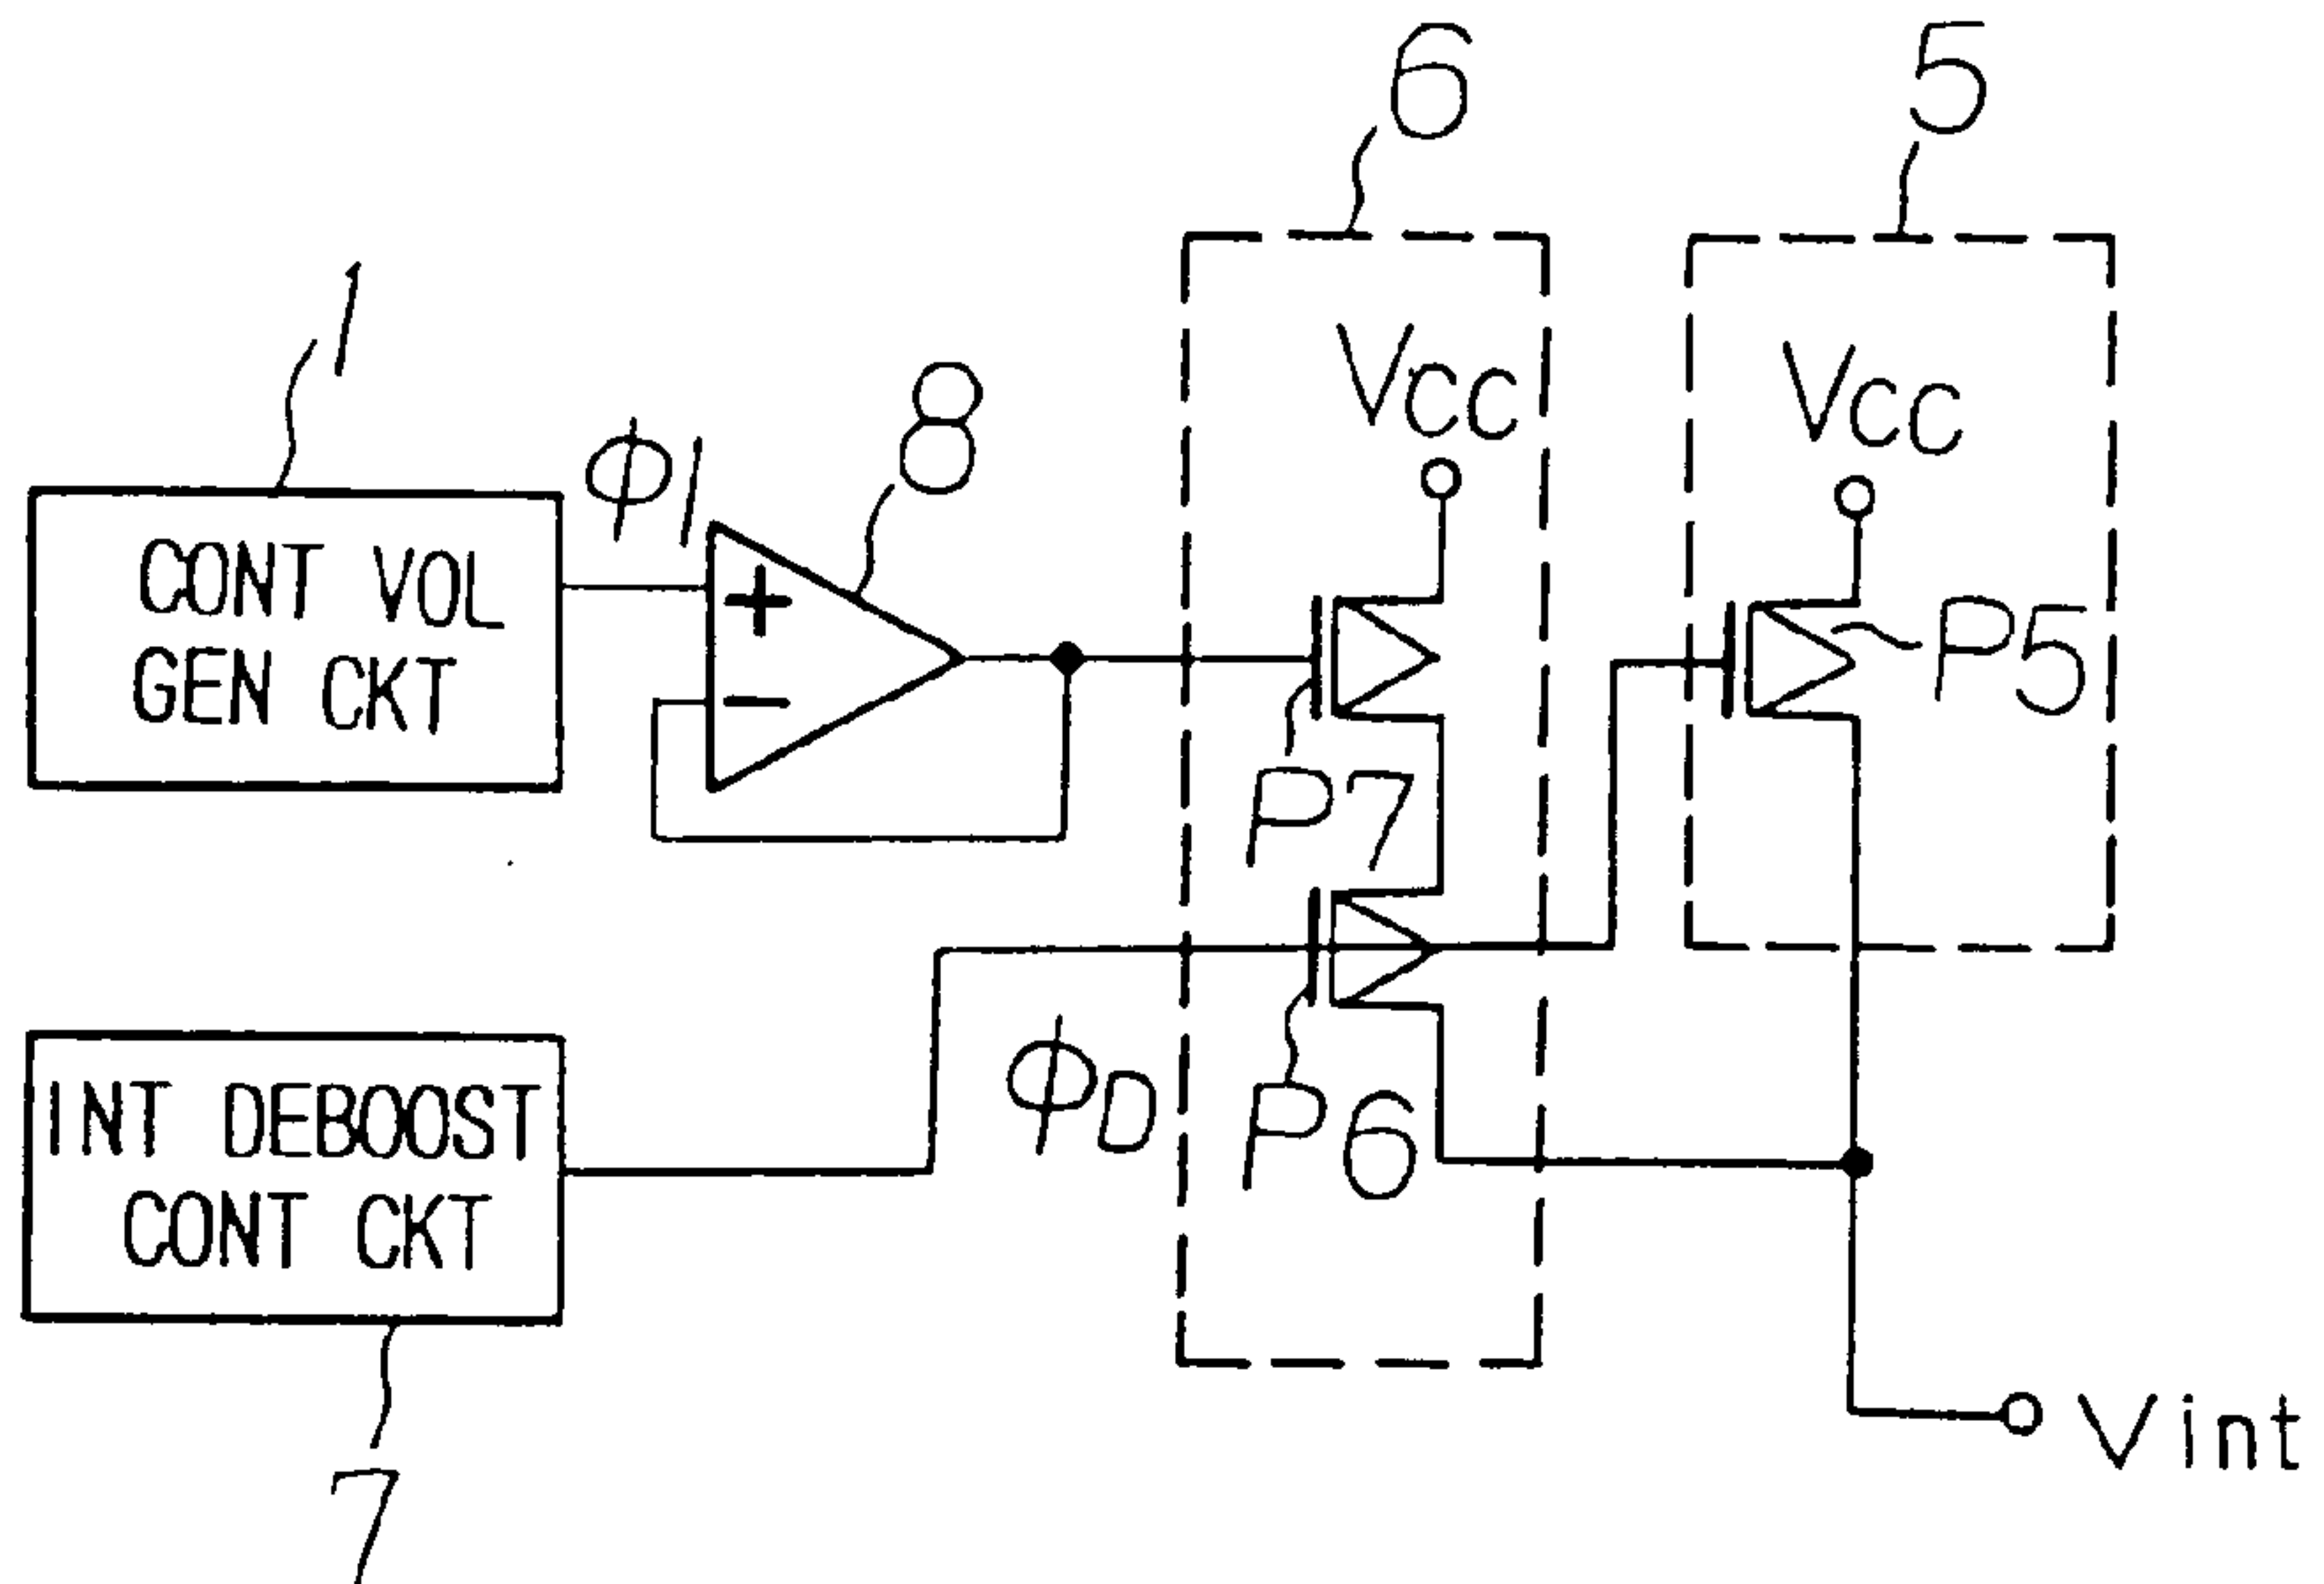 6
5
1
VCC
VCC
8
ϕ1
CONT VOL
GEN CKT
+
P5
−
P7
ϕD
P6
INT DEBOOST
CONT CKT
Vint
7